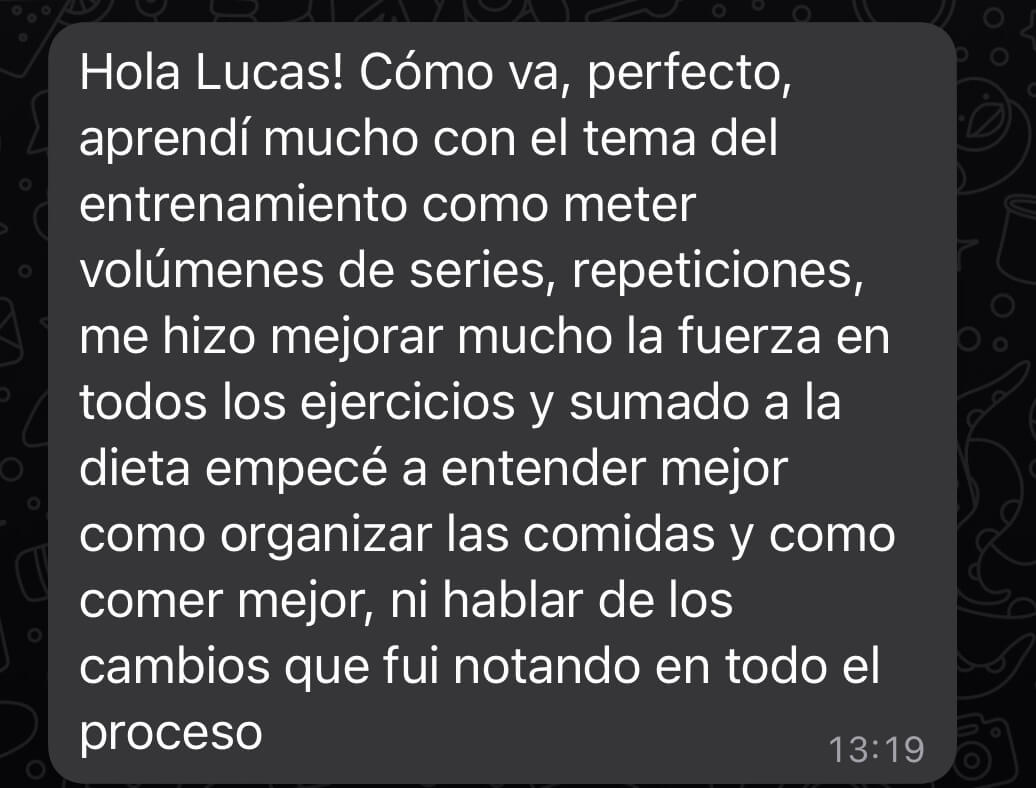 Hola Lucas! Cómo va, perfecto,
aprendí mucho con el tema del
entrenamiento como meter
volúmenes de series, repeticiones,
me hizo mejorar mucho la fuerza en
todos los ejercicios y sumado a la
dieta empecé a entender mejor
como organizar las comidas y como
comer mejor, ni hablar de los
cambios que fui notando en todo el
proceso
13:19